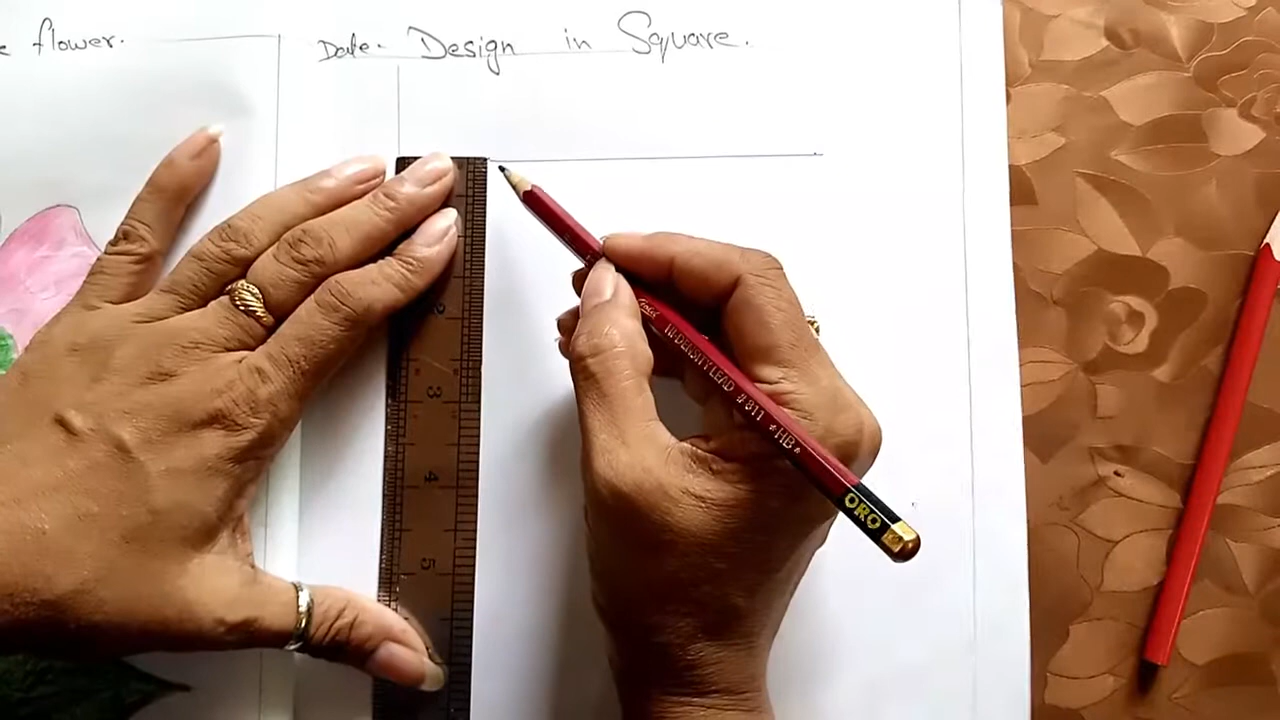 flower.
Date- Design in Square.
HI-DENSITY LEAD # 811 * HB *
ORO
2
3
4
5